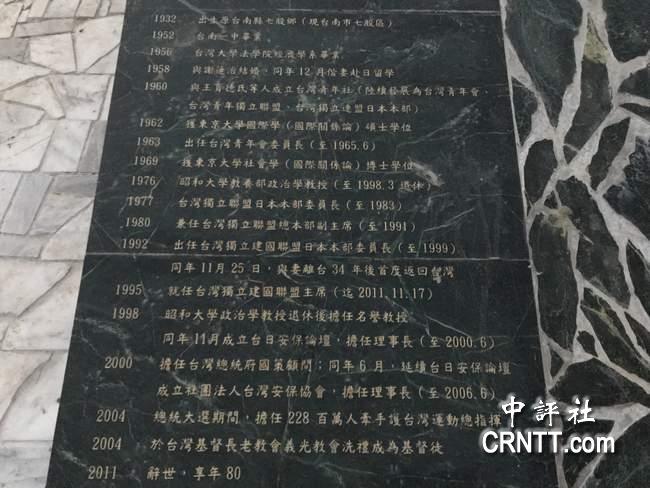 1932 出生原台南縣七股鄉（現台南市七股區）
1952 台南一中畢業
1956 台灣大學法學院經濟學系畢業
1958 與謝迪治結婚，同年12月偕妻赴日留學
1960 與王育德氏等人成立台灣青年社（陸續發展為台灣青年會、
台灣青年獨立聯盟、台灣獨立連盟日本本部）
1962 獲東京大學國際學（國際關係論）碩士學位
1963 出任台灣青年會委員長（至1965.6）
1969 獲東京大學社會學（國際關係論）博士學位
1976 昭和大學教養部政治學教授（至1998.3退休）
1977 台灣獨立聯盟日本本部委員長（至1983）
1980 兼任台灣獨立聯盟總本部副主席（至1991）
1992 出任台灣獨立建國聯盟日本本部委員長（至1999）
同年11月25日，與妻離台34年後首度返回台灣
1995 就任台灣獨立建國聯盟主席（迄2011.11.17）
1998 昭和大學政治學教授退休後擔任名譽教授
同年11月成立台日安保論壇，擔任理事長（至2000.6）
2000 擔任台灣總統府國策顧問；同年6月，延續台日安保論壇
成立社團法人台灣安保協會，擔任理事長（至2006.6）
2004 總統大選期間，擔任228百萬人牽手護台灣運動總指揮
2004 於台灣基督長老教會義光教會洗禮成為基督徒
2011 辭世，享年80
中評社
CRNTT.com